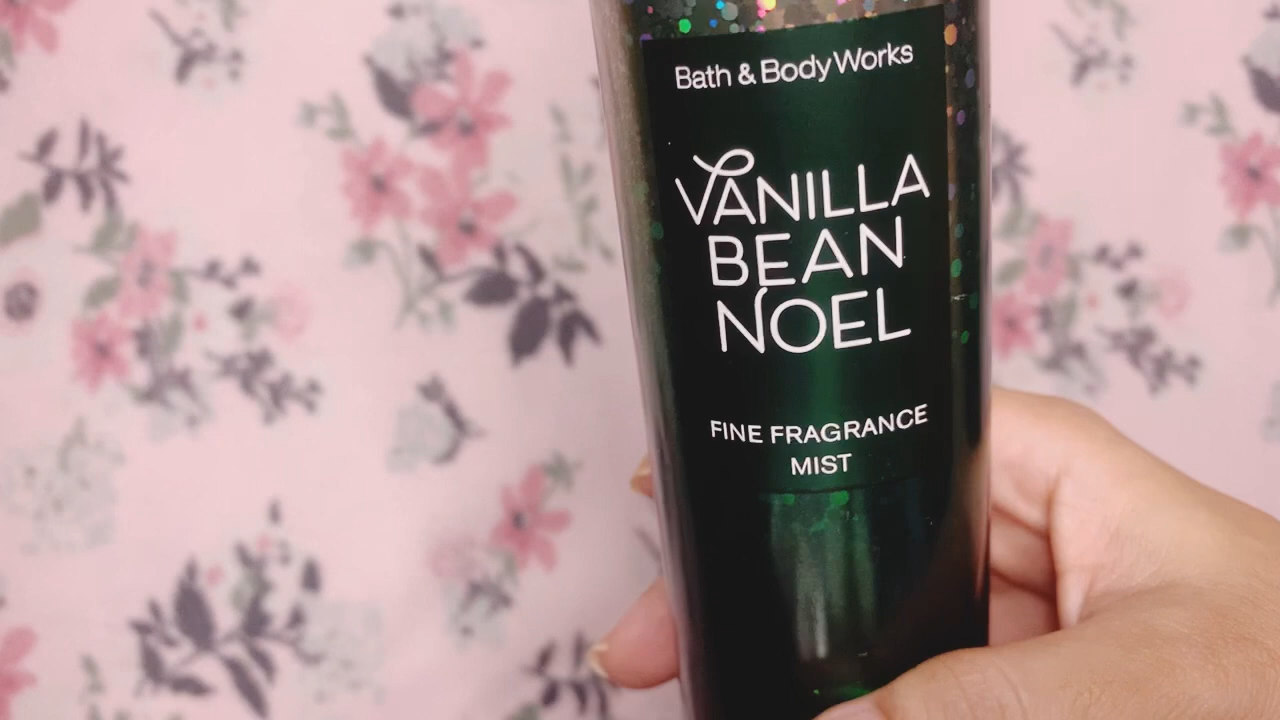 Bath & Body Works
VANILLA
BEAN
NOEL
FINE FRAGRANCE
MIST